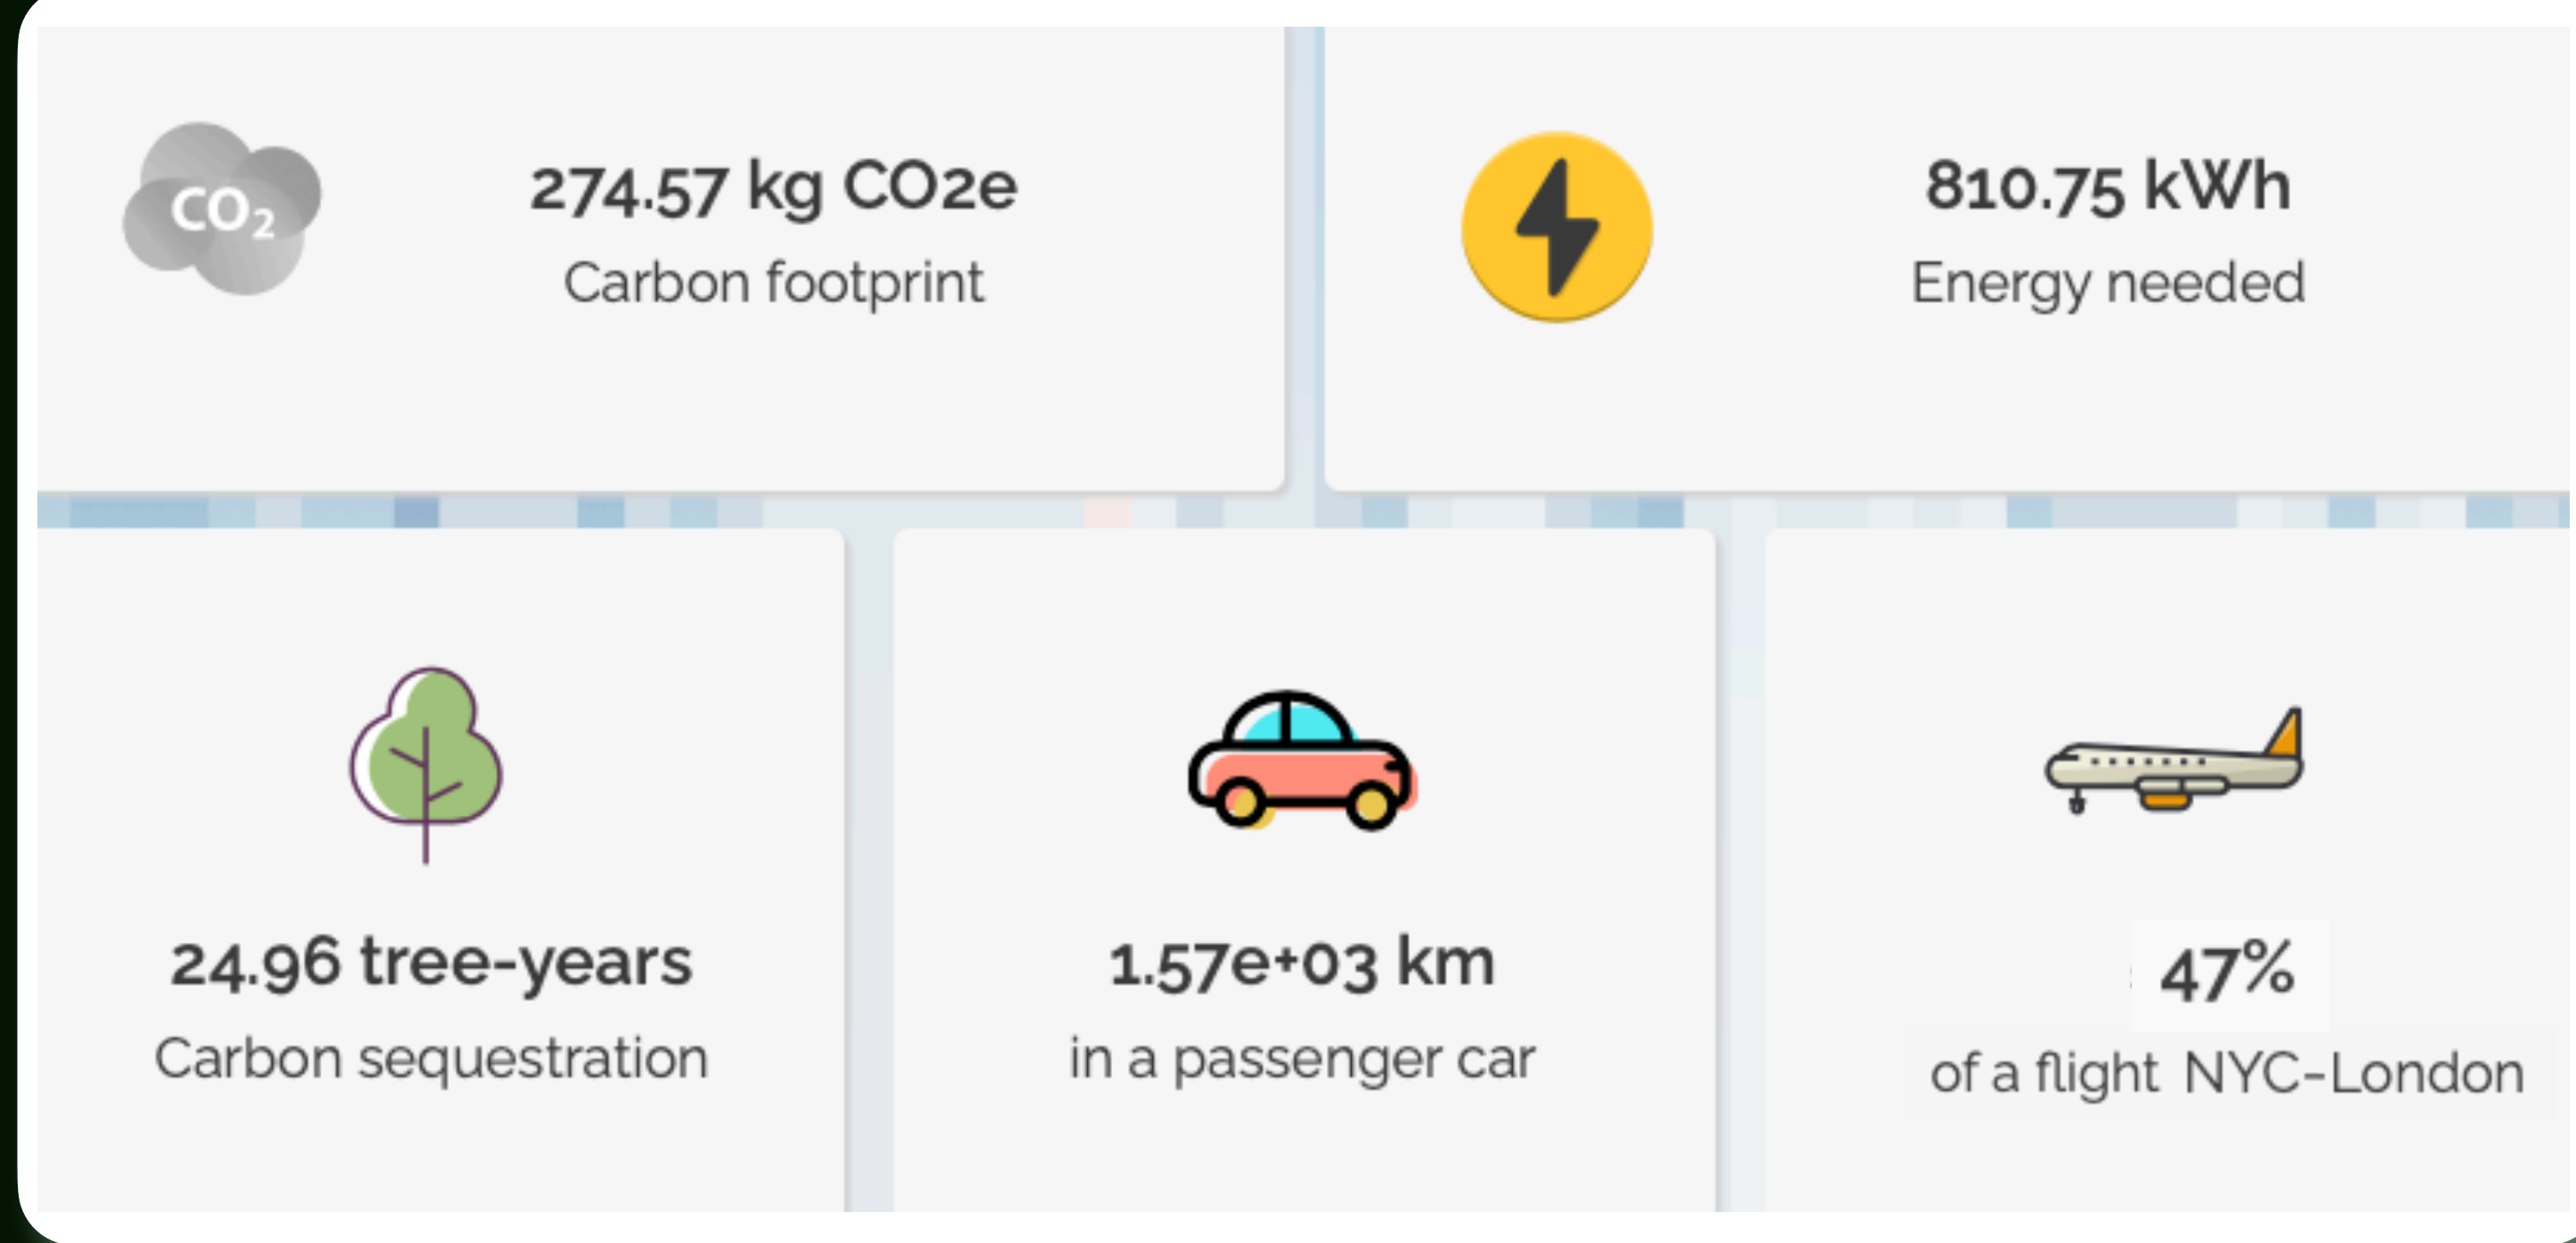 CO₂
274.57 kg CO2e
Carbon footprint
810.75 kWh
Energy needed
24.96 tree-years
Carbon sequestration
1.57e+03 km
in a passenger car
47%
of a flight NYC-London